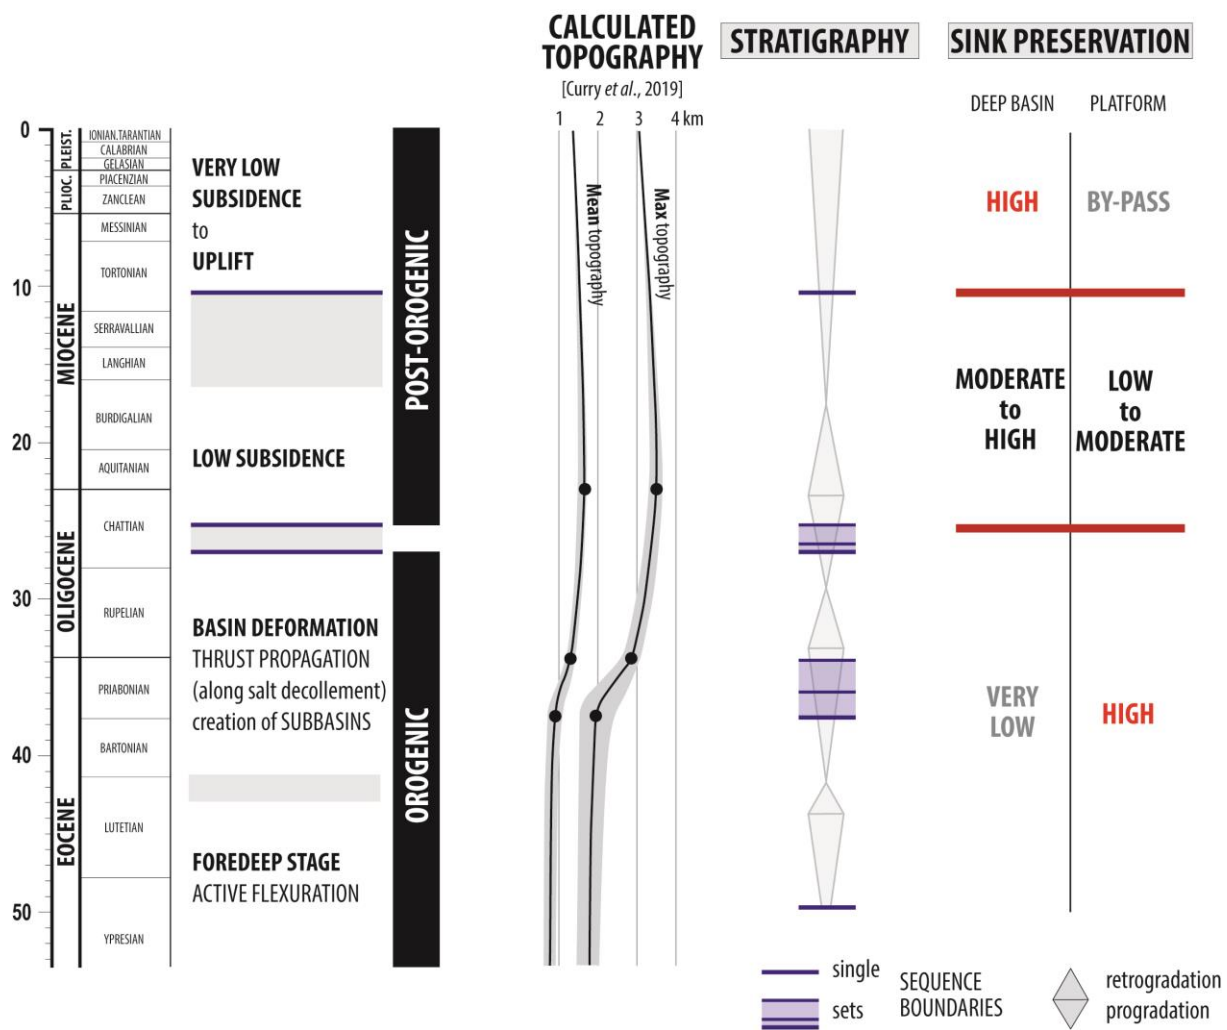 CALCULATED
TOPOGRAPHY
[Curry et al., 2019]
1 2 3 4 km
STRATIGRAPHY
SINK PRESERVATION
DEEP BASIN
PLATFORM
0
10
20
30
40
50
PLEIST.
PLIOC.
MIOCENE
OLIGOCENE
EOCENE
IONIAN,TARANTIAN
CALABRIAN
GELASIAN
PIACENZIAN
ZANCLEAN
MESSINIAN
TORTONIAN
SERRAVALLIAN
LANGHIAN
BURDIGALIAN
AQUITANIAN
CHATTIAN
RUPELIAN
PRIABONIAN
BARTONIAN
LUTETIAN
YPRESIAN
VERY LOW
SUBSIDENCE
to
UPLIFT
LOW SUBSIDENCE
BASIN DEFORMATION
THRUST PROPAGATION
(along salt decollement)
creation of SUBBASINS
FOREDEEP STAGE
ACTIVE FLEXURATION
POST-OROGENIC
OROGENIC
Mean topography
Max topography
HIGH
BY-PASS
MODERATE
to
HIGH
LOW
to
MODERATE
VERY
LOW
HIGH
single
sets
SEQUENCE
BOUNDARIES
retrogradation
progradation